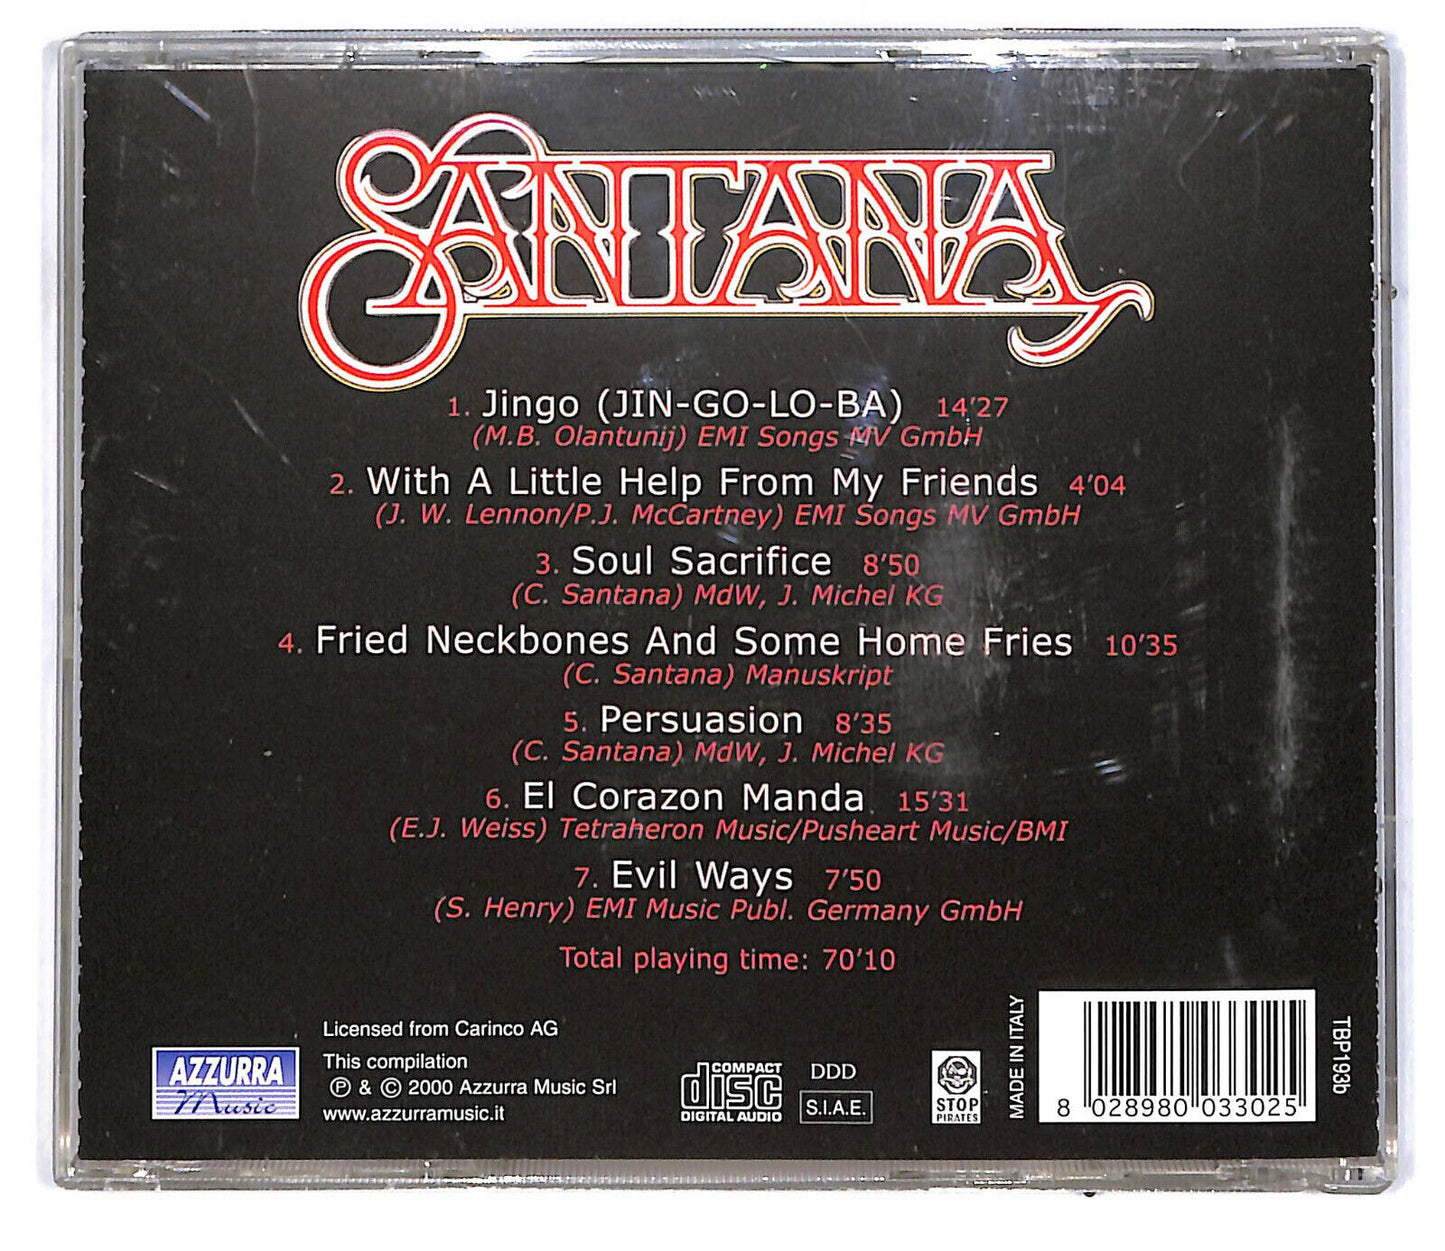 SANTANA
1. Jingo (JIN-GO-LO-BA) 14'27
(M.B. Olantunij) EMI Songs MV GmbH
2. With A Little Help From My Friends 4'04
(J. W. Lennon/P.J. McCartney) EMI Songs MV GmbH
3. Soul Sacrifice 8'50
(C. Santana) MdW, J. Michel KG
4. Fried Neckbones And Some Home Fries 10'35
(C. Santana) Manuskript
5. Persuasion 8'35
(C. Santana) MdW, J. Michel KG
6. El Corazon Manda 15'31
(E.J. Weiss) Tetraheron Music/Pusheart Music/BMI
7. Evil Ways 7'50
(S. Henry) EMI Music Publ. Germany GmbH
Total playing time: 70'10
AZZURRA
Music
Licensed from Carinco AG
This compilation
℗ & © 2000 Azzurra Music Srl
www.azzurramusic.it
COMPACT
disc
DIGITAL AUDIO
DDD
S.I.A.E.
STOP
PIRATES
MADE IN ITALY
8 028980 033025
TBP193b